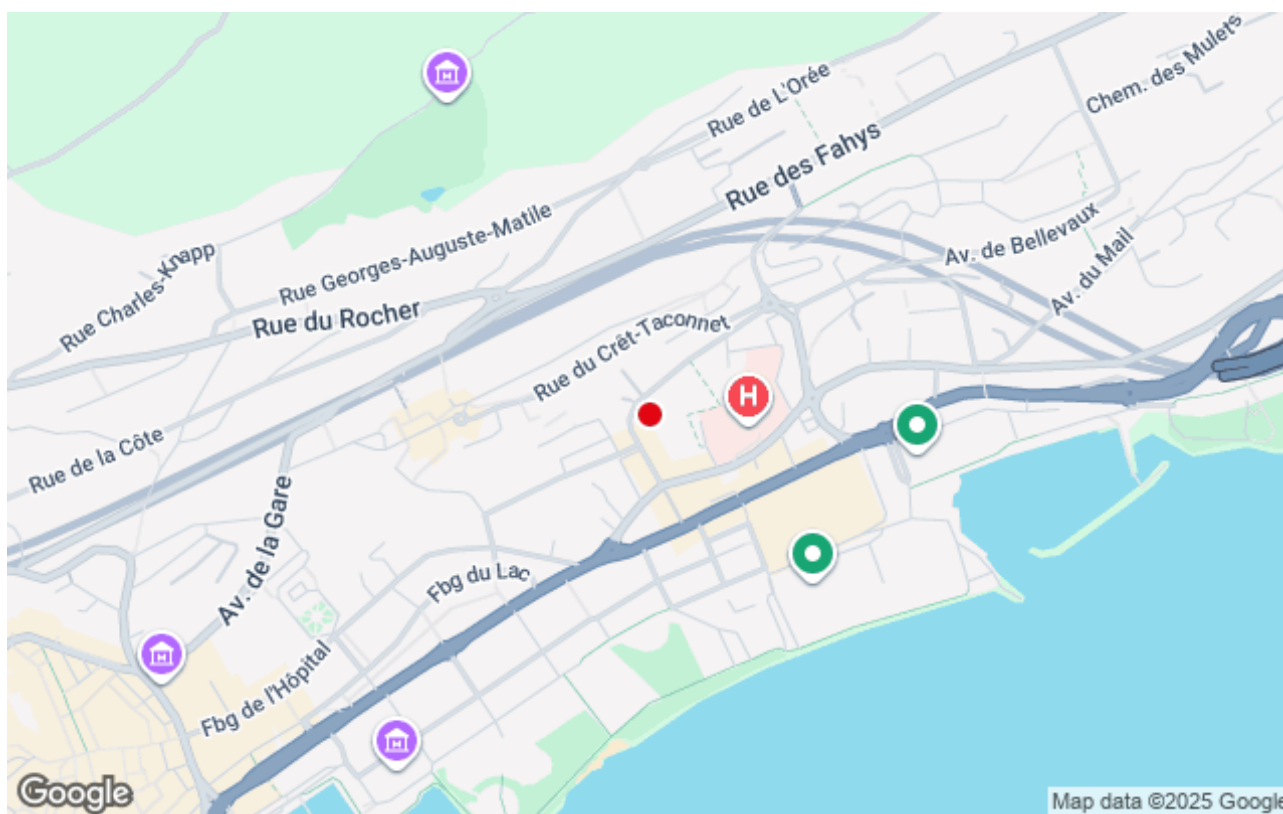 Rue de L'Orée
Chem. des Mulets
Rue des Fahys
Rue Charles-Knapp
Rue Georges-Auguste-Matile
Av. de Bellevaux
Av. du Mail
Rue du Rocher
Rue du Crêt-Taconnet
H
Rue de la Côte
Av. de la Gare
Fbg du Lac
Fbg de l'Hôpital
Google
Map data ©2025 Google